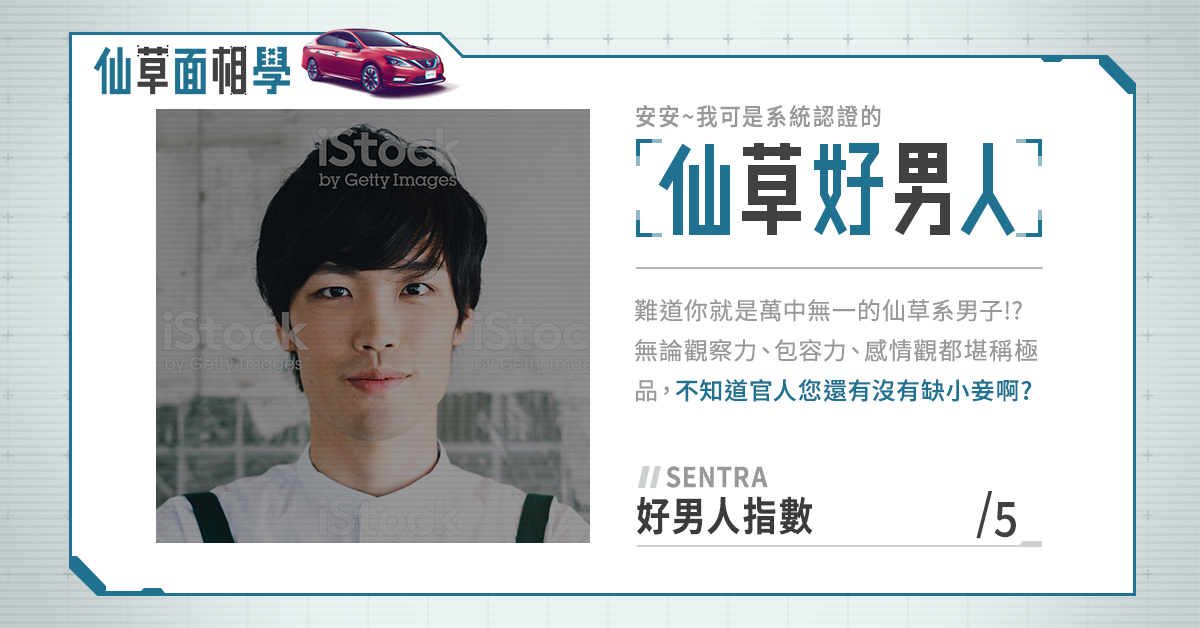 仙草面相學
iStock
by Getty Images
iStock
by Getty Images
iStock
by Getty Images
iStock
安安~我可是系統認證的
仙草好男人
難道你就是萬中無一的仙草系男子!?
無論觀察力、包容力、感情觀都堪稱極
品，不知道官人您還有沒有缺小妾啊?
SENTRA
好男人指數 /5